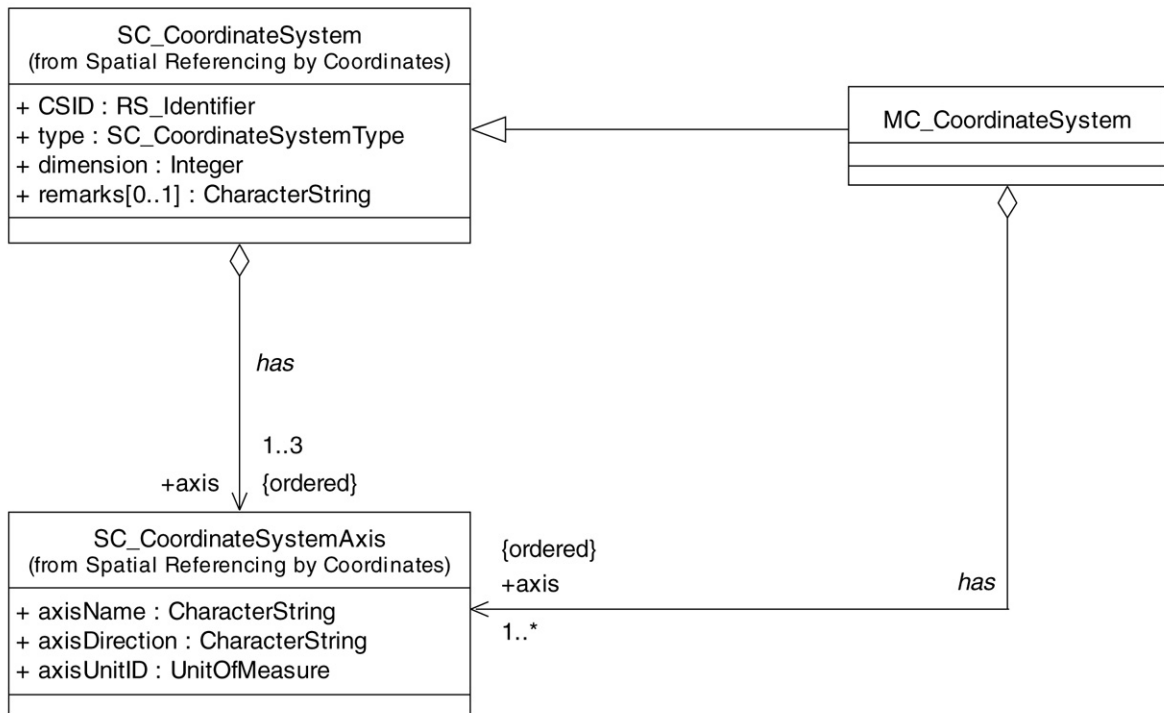 SC_CoordinateSystem
(from Spatial Referencing by Coordinates)
+ CSID : RS_Identifier
+ type : SC_CoordinateSystemType
+ dimension : Integer
+ remarks[0..1] : CharacterString
MC_CoordinateSystem
has
1..3
+axis {ordered}
SC_CoordinateSystemAxis
(from Spatial Referencing by Coordinates)
+ axisName : CharacterString
+ axisDirection : CharacterString
+ axisUnitID : UnitOfMeasure
{ordered}
+axis
has
1..*